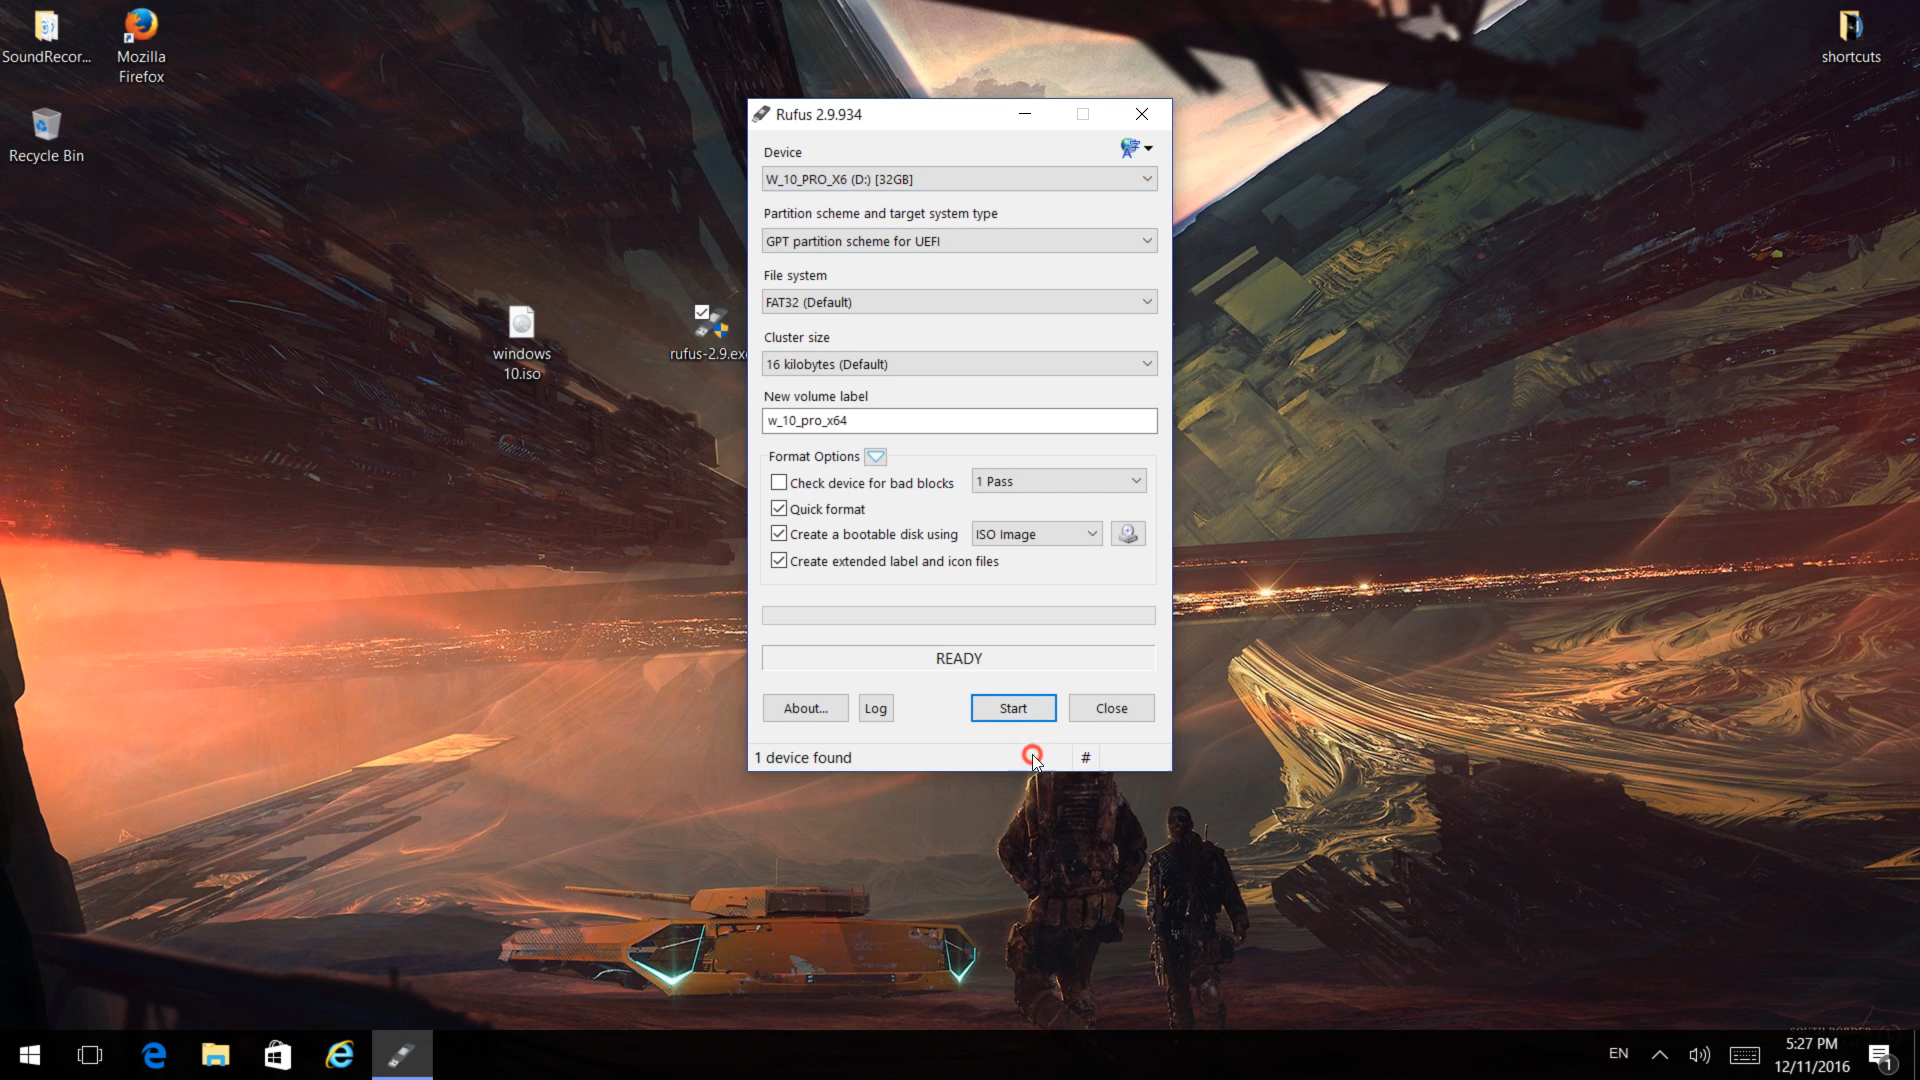 SoundRecor...
Mozilla
Firefox
Recycle Bin
shortcuts
windows
10.iso
rufus-2.9.ex
Rufus 2.9.934
Device
W_10_PRO_X6 (D:) [32GB]
Partition scheme and target system type
GPT partition scheme for UEFI
File system
FAT32 (Default)
Cluster size
16 kilobytes (Default)
New volume label
w_10_pro_x64
Format Options
Check device for bad blocks
1 Pass
Quick format
Create a bootable disk using
ISO Image
Create extended label and icon files
READY
About...
Log
Start
Close
1 device found
#
EN
5:27 PM
12/11/2016
1